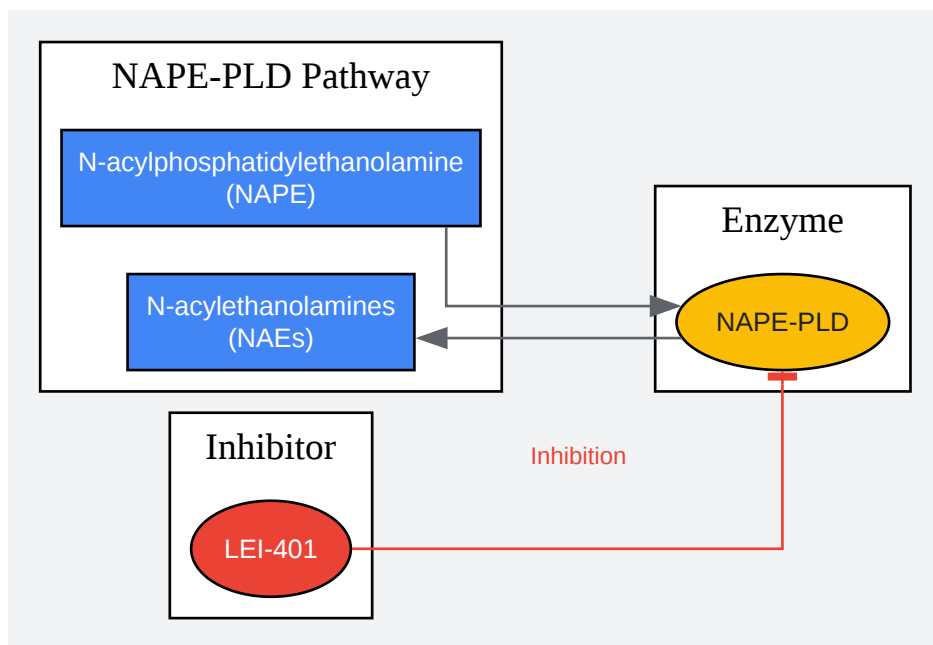 NAPE-PLD Pathway
N-acylphosphatidylethanolamine
(NAPE)
N-acylethanolamines
(NAEs)
Enzyme
NAPE-PLD
Inhibitor
LEI-401
Inhibition